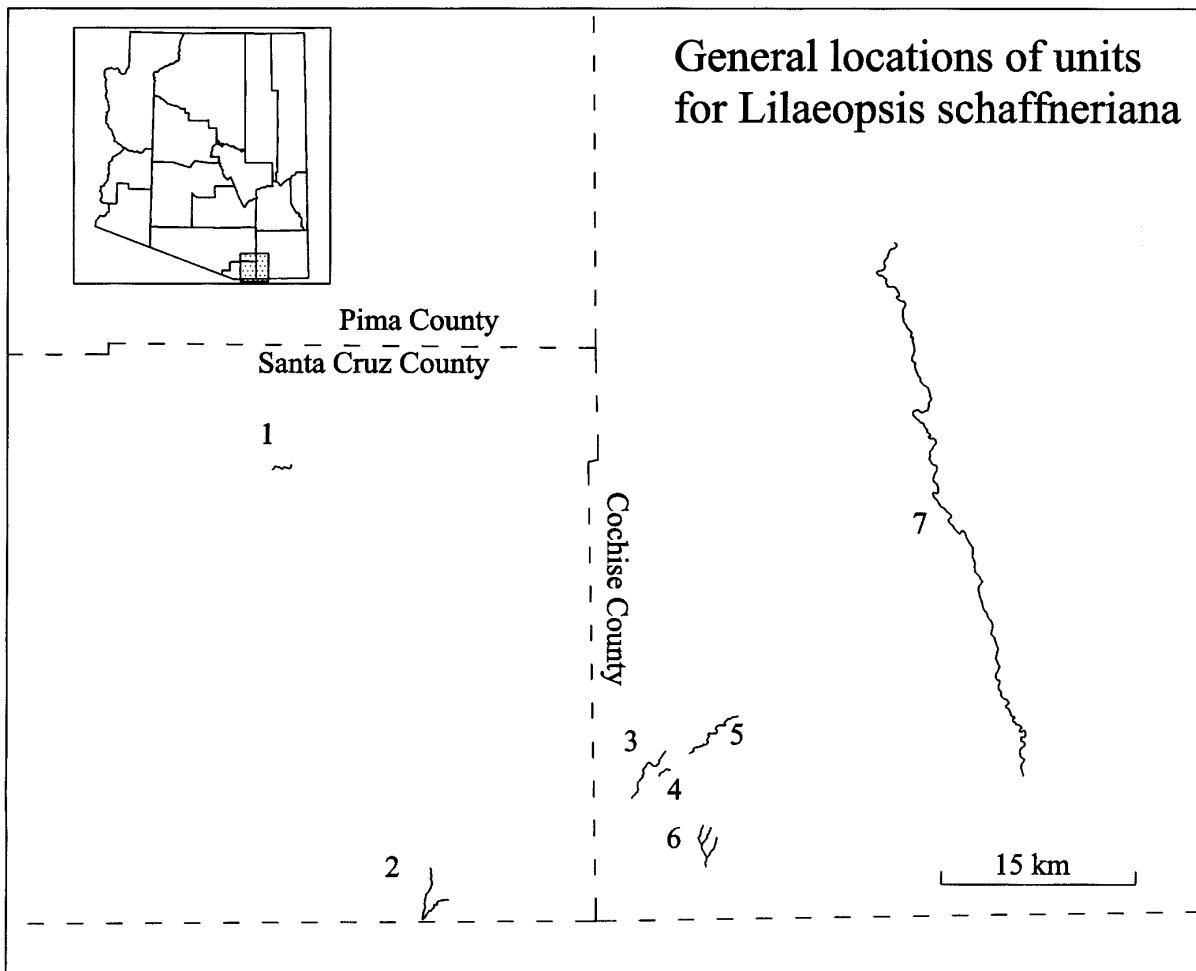 General locations of units
for Lilaeopsis schaffneriana
Pima County
Santa Cruz County
1
Cochise County
7
3
5
4
6
2
15 km